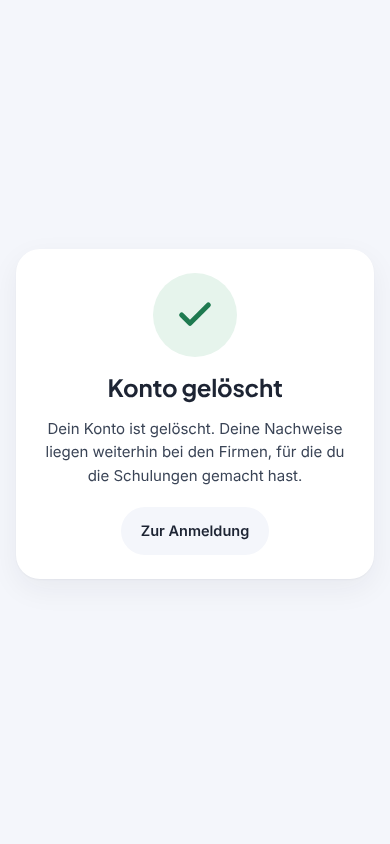 Konto gelöscht
Dein Konto ist gelöscht. Deine Nachweise
liegen weiterhin bei den Firmen, für die du
die Schulungen gemacht hast.
Zur Anmeldung